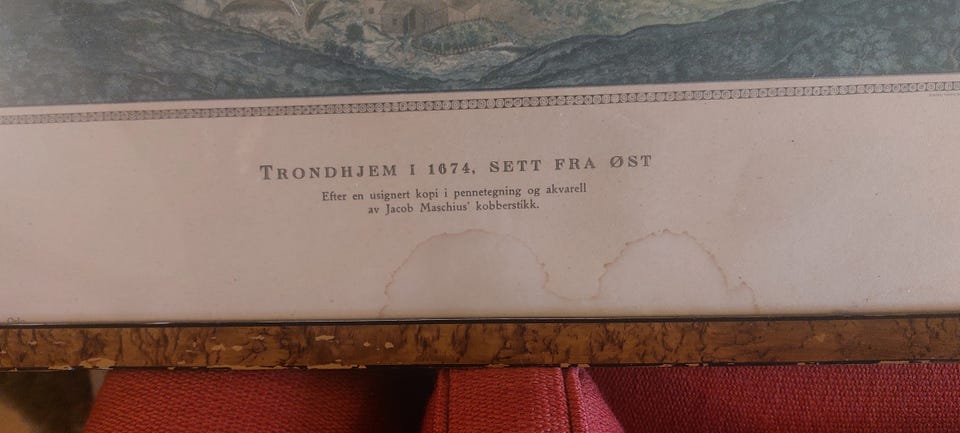 TRONDHJEM I 1674, SETT FRA ØST
Efter en usignert kopi i pennetegning og akvarell
av Jacob Maschius' kobberstikk.